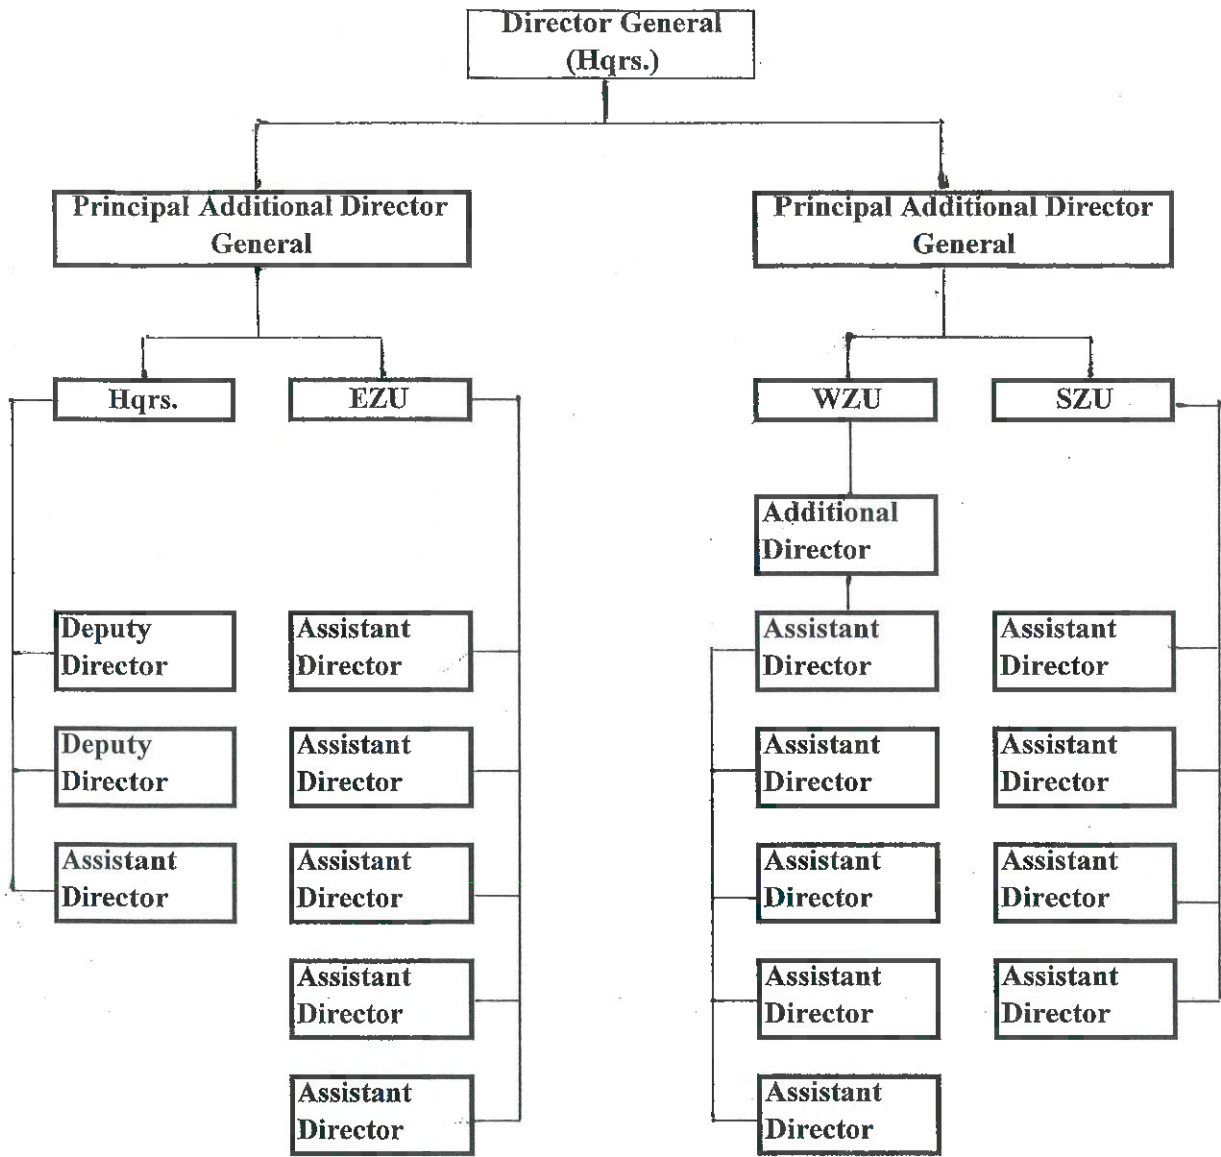 Director General
(Hqrs.)
Principal Additional Director
General
Principal Additional Director
General
Hqrs.
EZU
WZU
SZU
Additional
Director
Deputy
Director
Assistant
Director
Assistant
Director
Assistant
Director
Deputy
Director
Assistant
Director
Assistant
Director
Assistant
Director
Assistant
Director
Assistant
Director
Assistant
Director
Assistant
Director
Assistant
Director
Assistant
Director
Assistant
Director
Assistant
Director
Assistant
Director